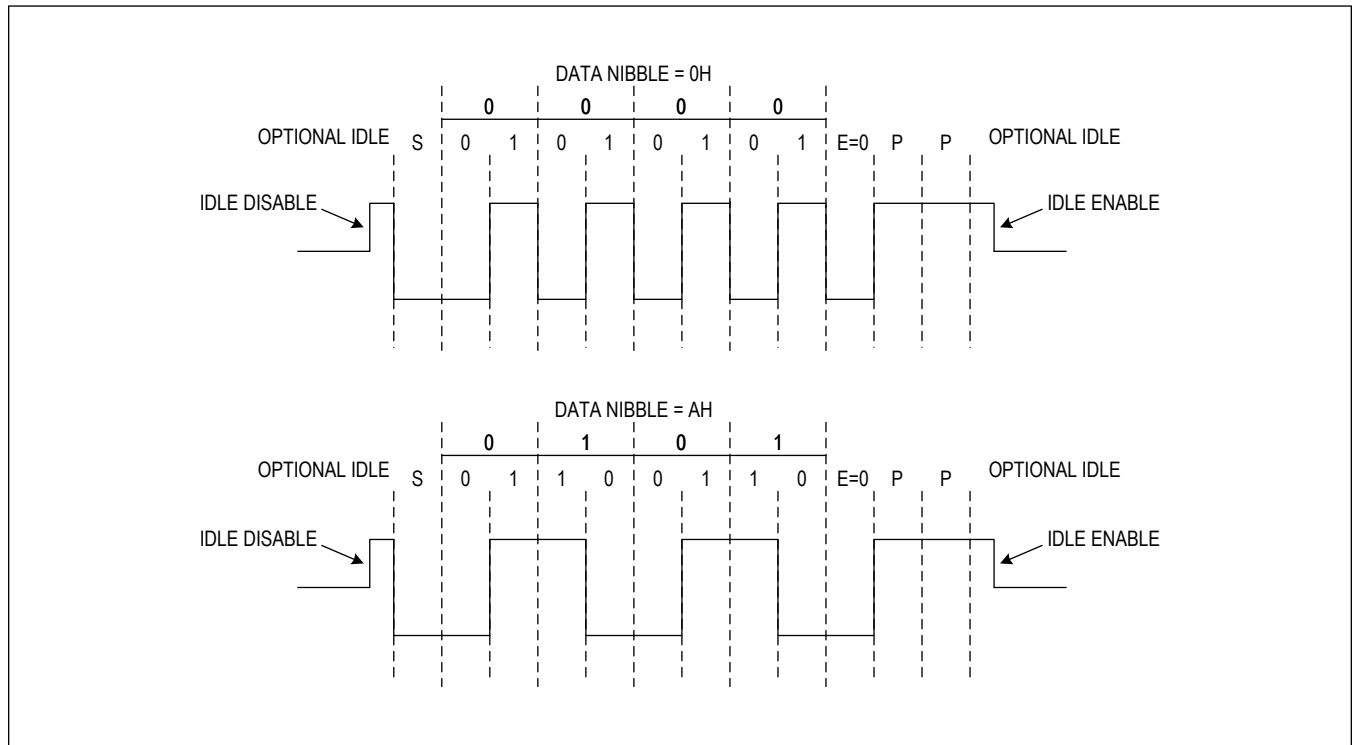 DATA NIBBLE = 0H
0 0 0 0
OPTIONAL IDLE S 0 1 0 1 0 1 0 1 E=0 P P OPTIONAL IDLE
IDLE DISABLE IDLE ENABLE
DATA NIBBLE = AH
0 1 0 1
OPTIONAL IDLE S 0 1 1 0 0 1 1 0 E=0 P P OPTIONAL IDLE
IDLE DISABLE IDLE ENABLE